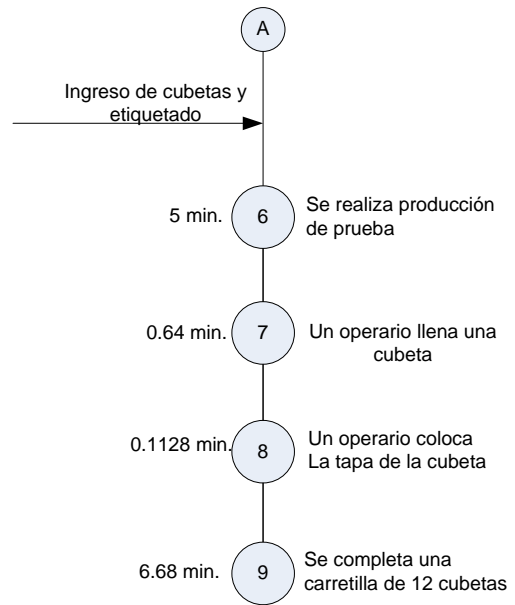 A
Ingreso de cubetas y
etiquetado
5 min.
6
Se realiza producción
de prueba
0.64 min.
7
Un operario llena una
cubeta
0.1128 min.
8
Un operario coloca
La tapa de la cubeta
6.68 min.
9
Se completa una
carretilla de 12 cubetas